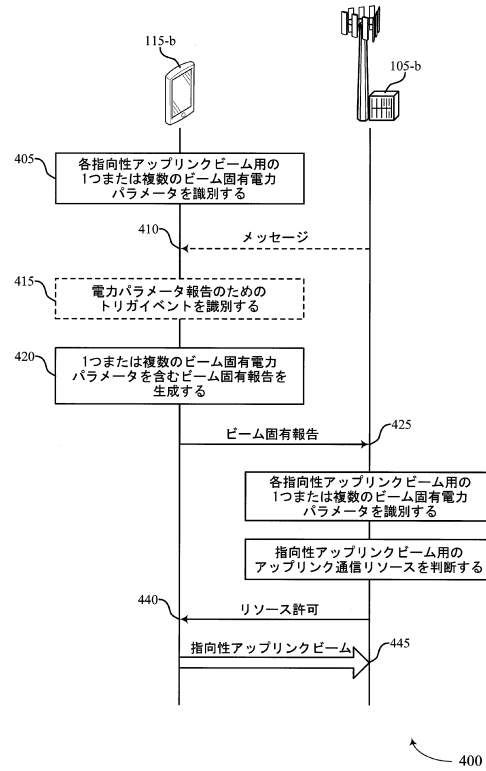 115-b
105-b
405
各指向性アップリンクビーム用の
1つまたは複数のビーム固有電力
パラメータを識別する
410
メッセージ
415
電力パラメータ報告のための
トリガイベントを識別する
420
1つまたは複数のビーム固有電力
パラメータを含むビーム固有報告を
生成する
ビーム固有報告
425
各指向性アップリンクビーム用の
1つまたは複数のビーム固有電力
パラメータを識別する
指向性アップリンクビーム用の
アップリンク通信リソースを判断する
440
リソース許可
指向性アップリンクビーム
445
400